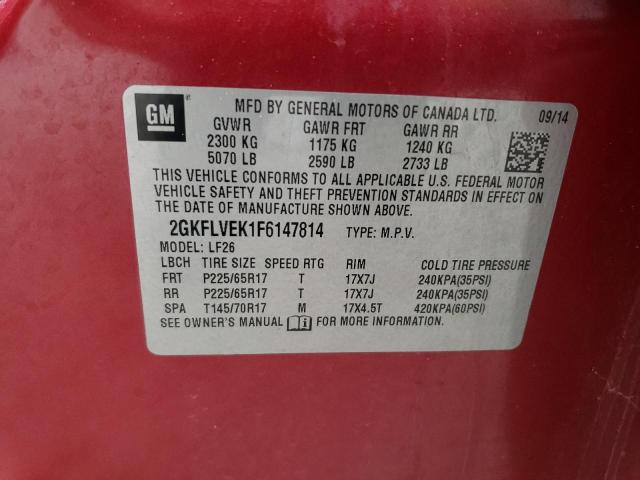 GM
MFD BY GENERAL MOTORS OF CANADA LTD. 09/14
GVWR GAWR FRT GAWR RR
2300 KG 1175 KG 1240 KG
5070 LB 2590 LB 2733 LB
THIS VEHICLE CONFORMS TO ALL APPLICABLE U.S. FEDERAL MOTOR
VEHICLE SAFETY AND THEFT PREVENTION STANDARDS IN EFFECT ON
THE DATE OF MANUFACTURE SHOWN ABOVE.
2GKFLVEK1F6147814 TYPE: M.P.V.
MODEL: LF26
LBCH TIRE SIZE SPEED RTG RIM COLD TIRE PRESSURE
FRT P225/65R17 T 17X7J 240KPA(35PSI)
RR P225/65R17 T 17X7J 240KPA(35PSI)
SPA T145/70R17 M 17X4.5T 420KPA(60PSI)
SEE OWNER'S MANUAL FOR MORE INFORMATION.